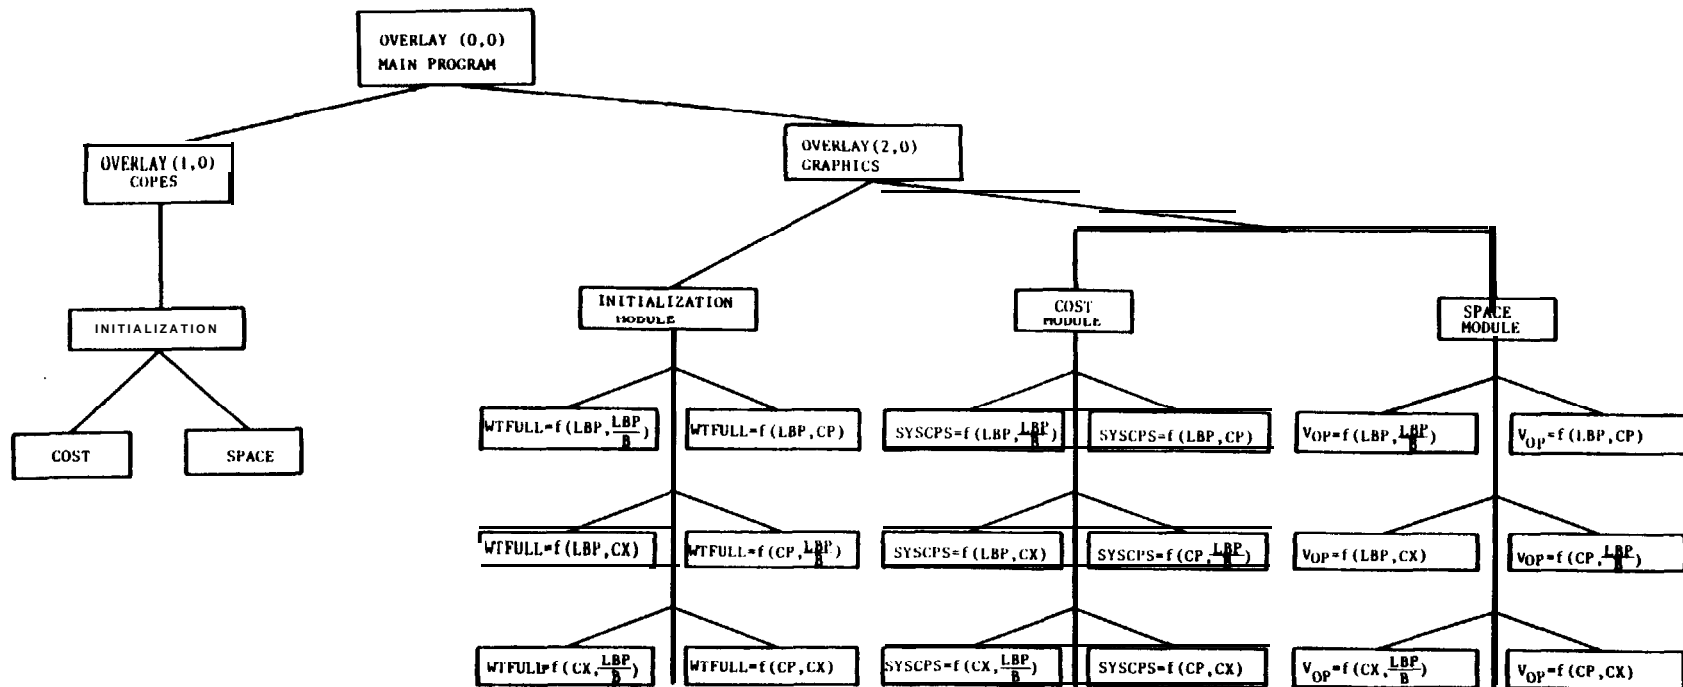 OVERLAY (0,0)
MAIN PROGRAM
OVERLAY(1,0)
COPES
OVERLAY(2,0)
GRAPHICS
INITIALIZATION
COST
SPACE
INITIALIZATION
MODULE
COST
MODULE
SPACE
MODULE
WTFULL=f(LBP,LBP/B)
WTFULL=f(LBP,CP)
SYSCPS=f(LBP,LBP/B)
SYSCPS=f(LBP,CP)
VOP=f(LBP,LBP/B)
VOP=f(LBP,CP)
WTFULL=f(LBP,CX)
WTFULL=f(CP,LBP/B)
SYSCPS=f(LBP,CX)
SYSCPS=f(CP,LBP/B)
VOP=f(LBP,CX)
VOP=f(CP,LBP/B)
WTFULL=f(CX,LBP/B)
WTFULL=f(CP,CX)
SYSCPS=f(CX,LBP/B)
SYSCPS=f(CP,CX)
VOP=f(CX,LBP/B)
VOP=f(CP,CX)